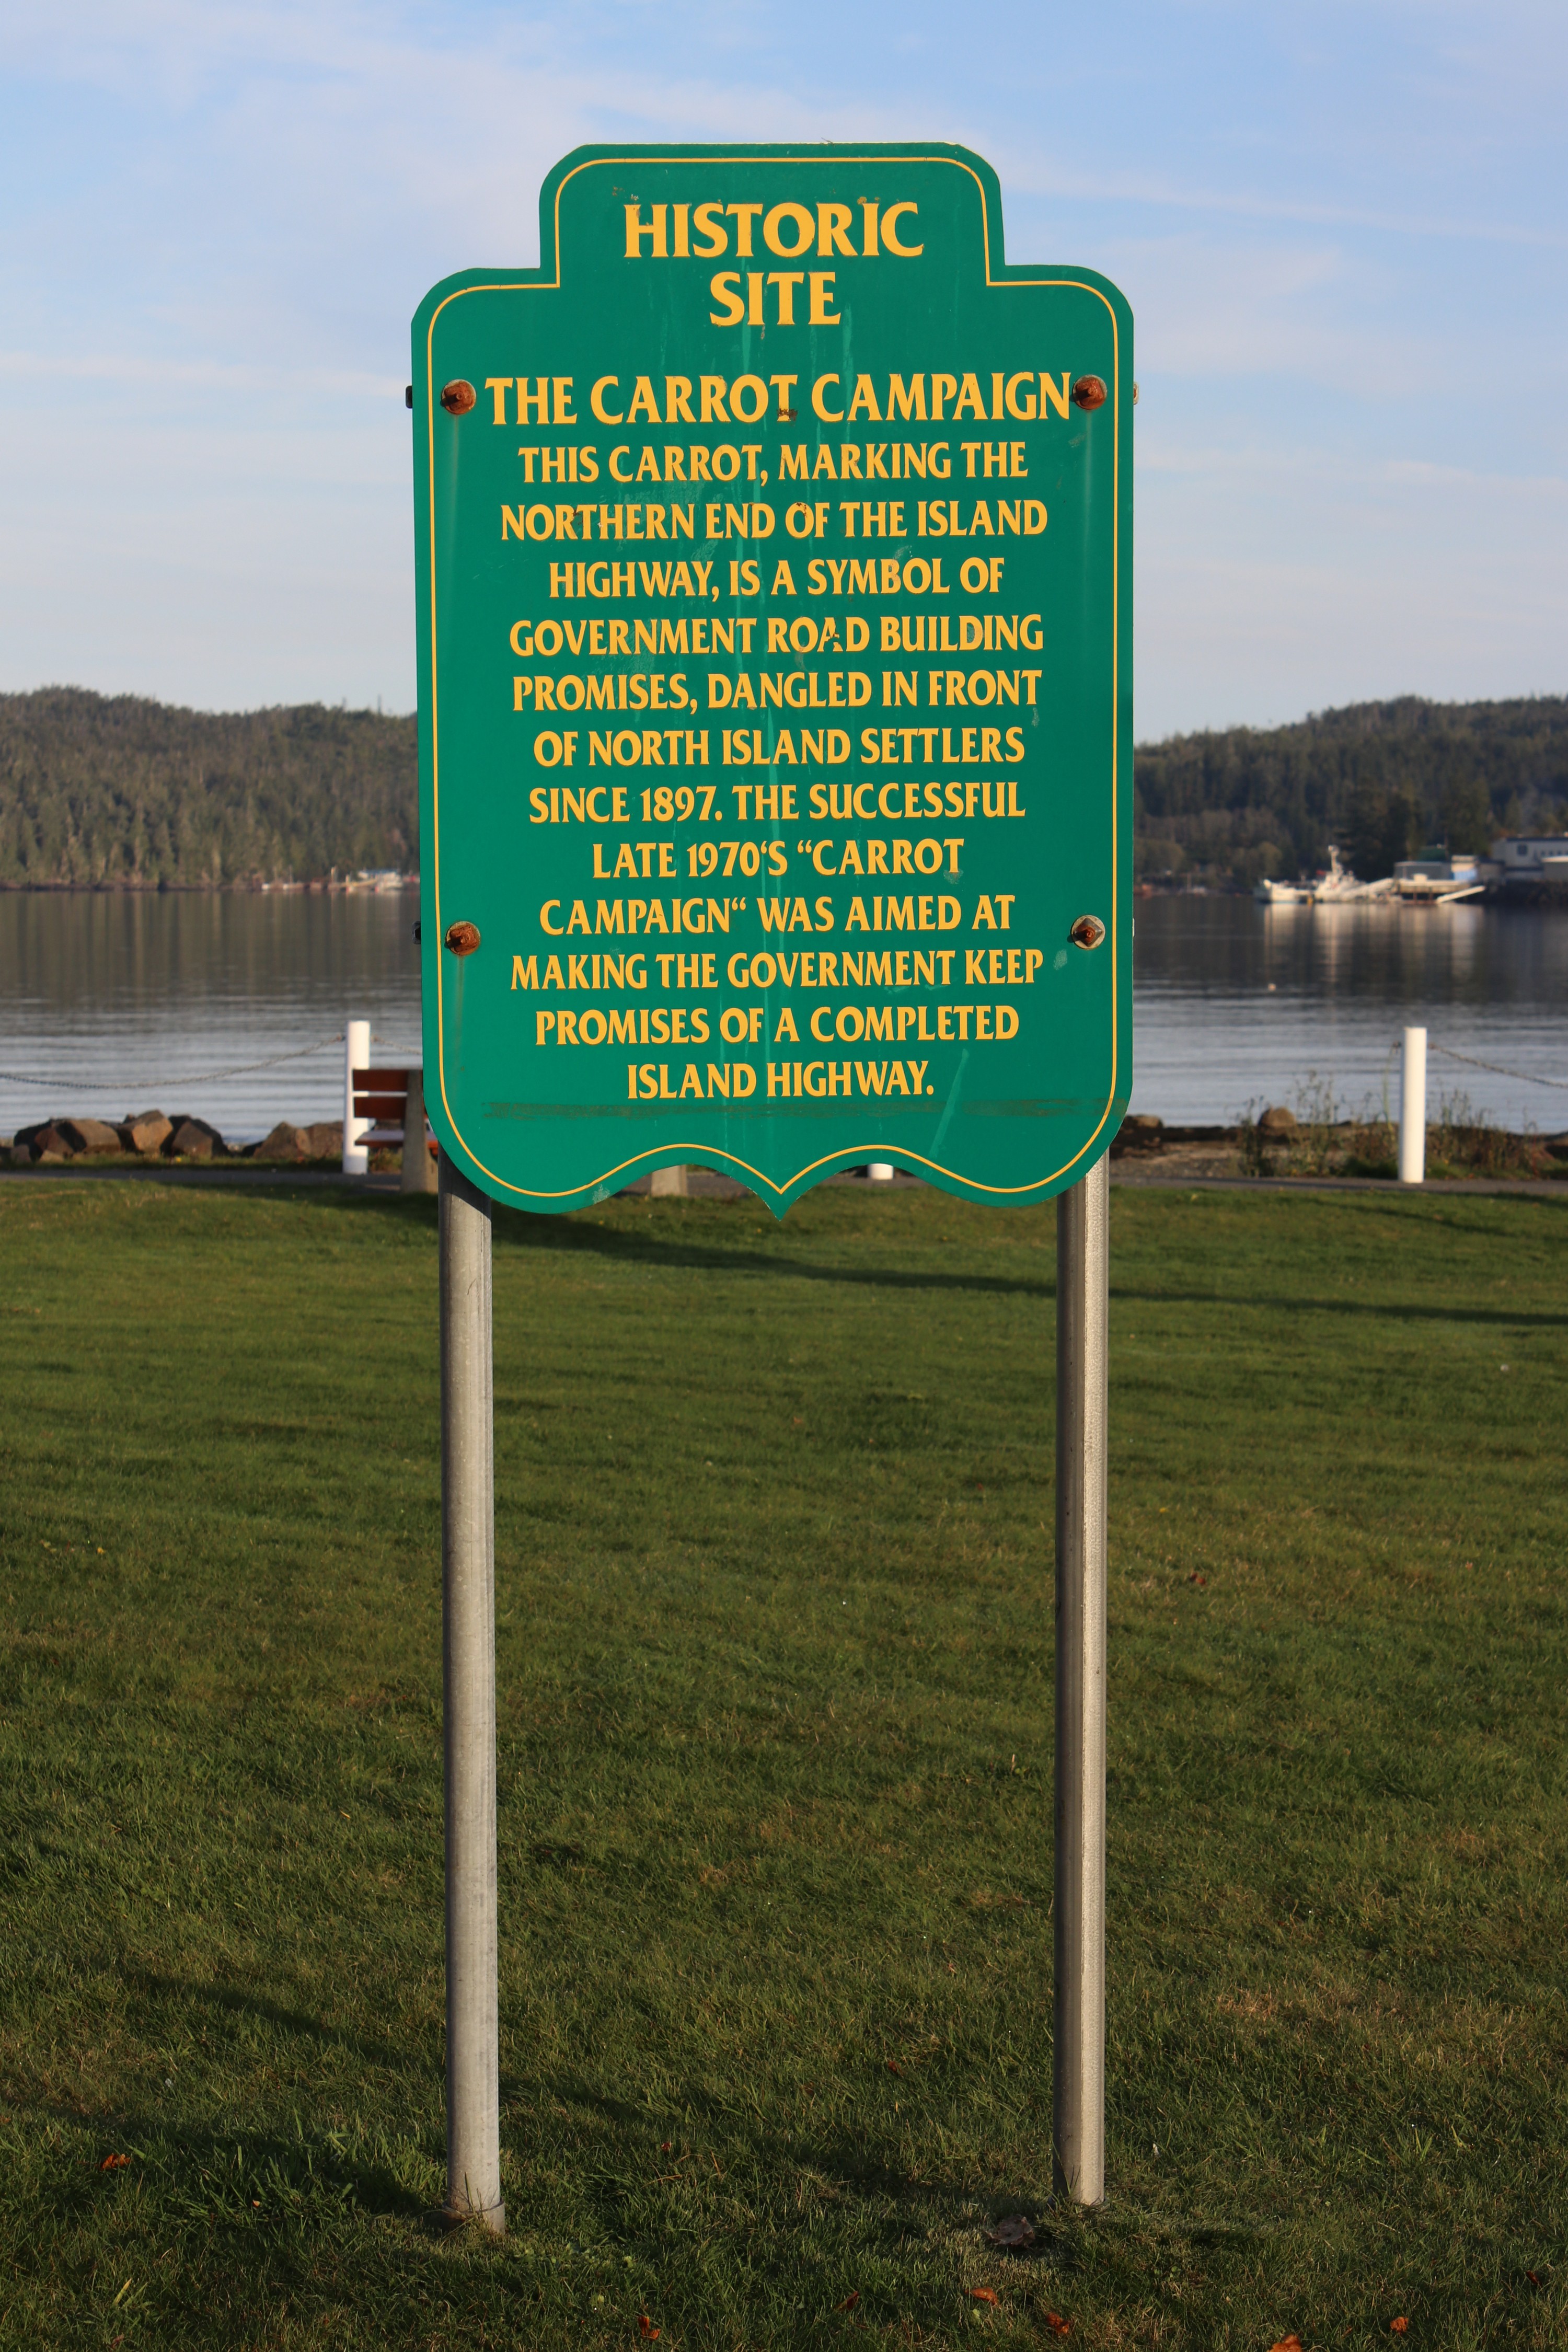 HISTORIC
SITE
THE CARROT CAMPAIGN
THIS CARROT, MARKING THE
NORTHERN END OF THE ISLAND
HIGHWAY, IS A SYMBOL OF
GOVERNMENT ROAD BUILDING
PROMISES, DANGLED IN FRONT
OF NORTH ISLAND SETTLERS
SINCE 1897. THE SUCCESSFUL
LATE 1970‘S “CARROT
CAMPAIGN“ WAS AIMED AT
MAKING THE GOVERNMENT KEEP
PROMISES OF A COMPLETED
ISLAND HIGHWAY.